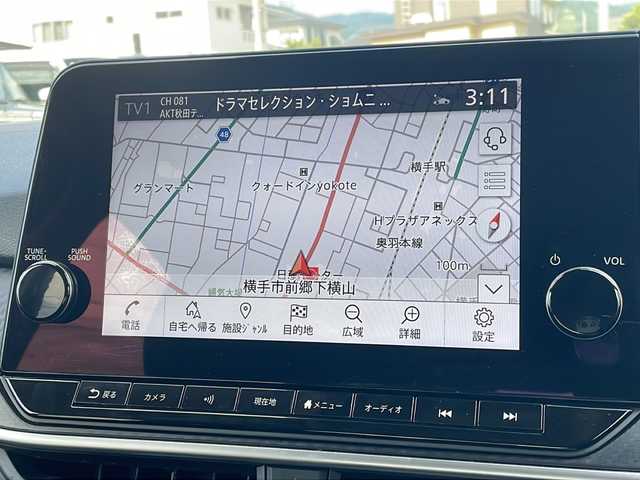 TV1
CH 081
AKT秋田テ...
ドラマセレクション・ショムニ ...
3:11
48
グランマート
クォードインyokote
横手駅
Hプラザアネックス
奥羽本線
100m
横手市前郷下横山
電話
自宅へ帰る
施設ｼﾞｬﾝﾙ
目的地
広域
詳細
設定
TUNE·
SCROLL
PUSH
SOUND
VOL
戻る
カメラ
現在地
メニュー
オーディオ